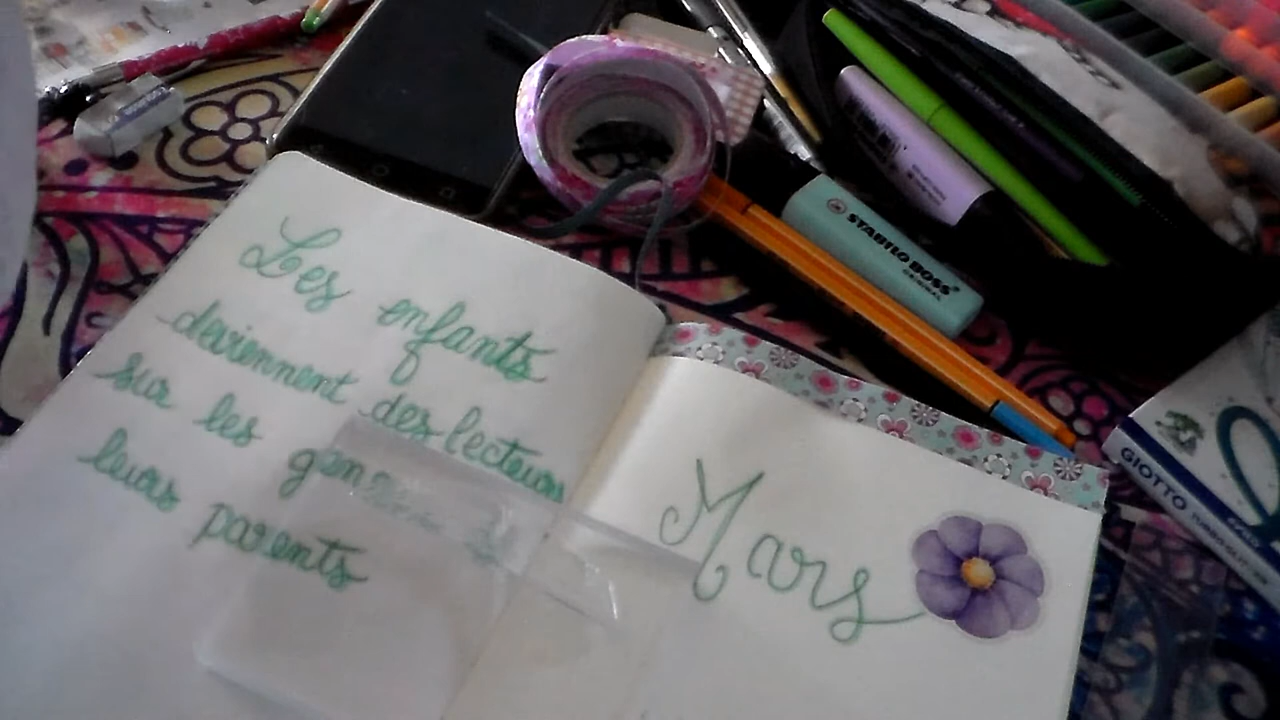 Les enfants
deviennent des lecteurs
sur les
leurs parents
Mars
STABILO BOSS
ORIGINAL
GIOTTO